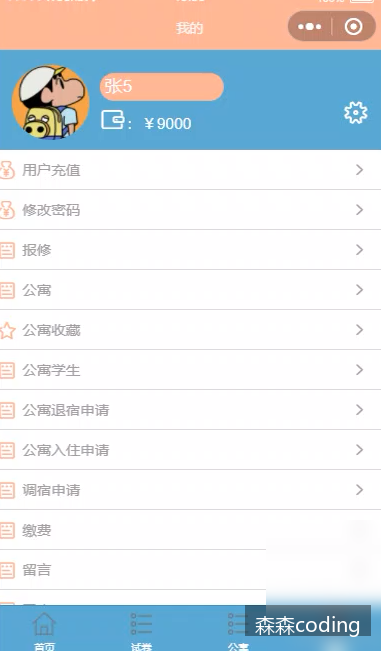 我的
张5
：￥9000
用户充值
修改密码
报修
公寓
公寓收藏
公寓学生
公寓退宿申请
公寓入住申请
调宿申请
缴费
留言
首页
试卷
公寓
森森coding